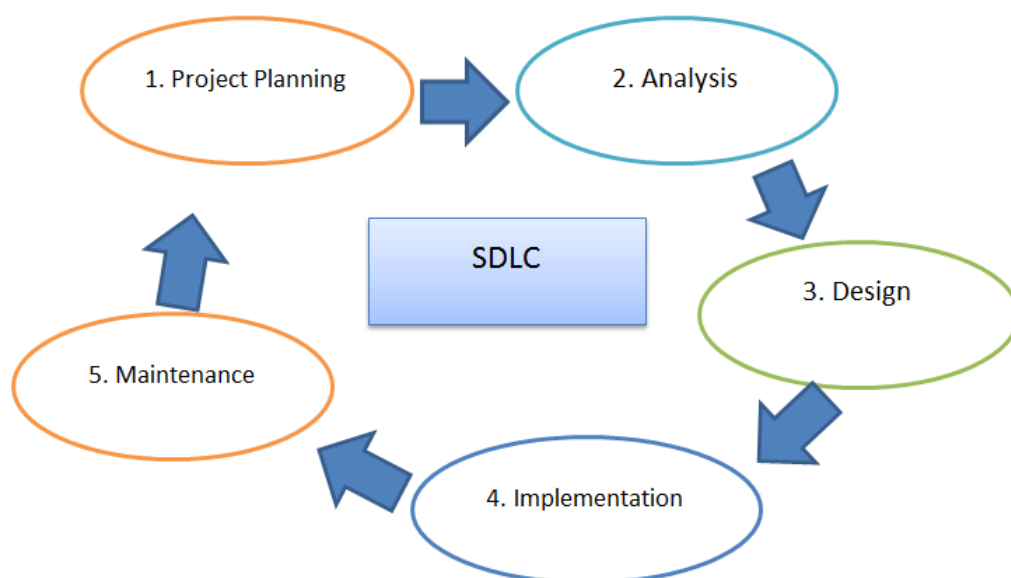 1. Project Planning
2. Analysis
SDLC
3. Design
5. Maintenance
4. Implementation